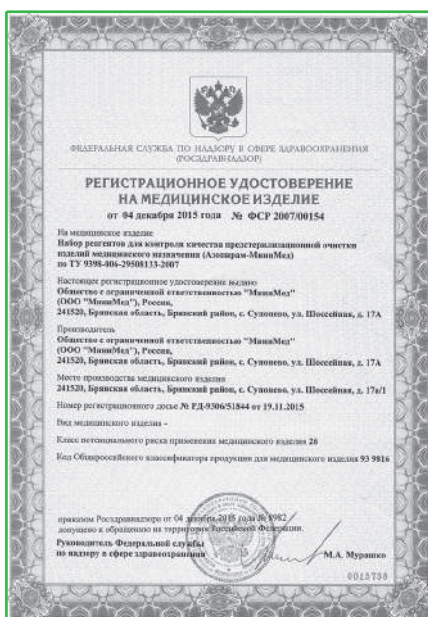 ФЕДЕРАЛЬНАЯ СЛУЖБА ПО НАДЗОРУ В СФЕРЕ ЗДРАВООХРАНЕНИЯ
(РОСЗДРАВНАДЗОР)
РЕГИСТРАЦИОННОЕ УДОСТОВЕРЕНИЕ
НА МЕДИЦИНСКОЕ ИЗДЕЛИЕ
от 04 декабря 2015 года № ФСР 2007/00154
На медицинское изделие
Набор реагентов для контроля качества предстерилизационной очистки
изделий медицинского назначения (Азопирам-МиниМед)
по ТУ 9398-006-29508133-2007
Настоящее регистрационное удостоверение выдано
Общество с ограниченной ответственностью "МиниМед"
(ООО "МиниМед"), Россия,
241520, Брянская область, Брянский район, с. Супонево, ул. Шоссейная, д. 17А
Производитель
Общество с ограниченной ответственностью "МиниМед"
(ООО "МиниМед"), Россия,
241520, Брянская область, Брянский район, с. Супонево, ул. Шоссейная, д. 17А
Место производства медицинского изделия
241520, Брянская область, Брянский район, с. Супонево, ул. Шоссейная, д. 17а/1
Номер регистрационного досье № РД-9306/51844 от 19.11.2015
Вид медицинского изделия -
Класс потенциального риска применения медицинского изделия 2б
Код Общероссийского классификатора продукции для медицинского изделия 93 9816
приказом Росздравнадзора от 04 декабря 2015 года № 8982
допущено к обращению на территории Российской Федерации.
Руководитель Федеральной службы
по надзору в сфере здравоохранения
М.А. Мурашко
0015738